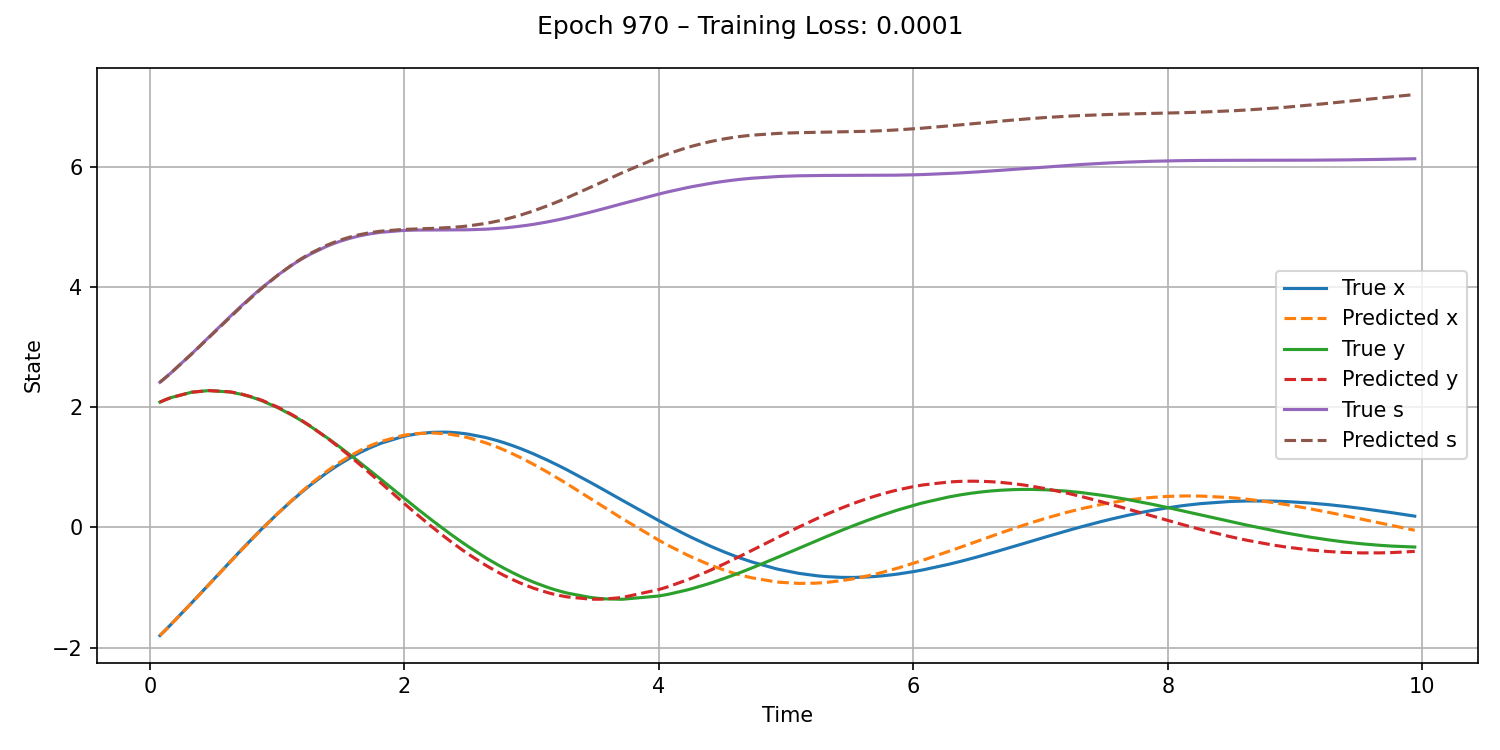 Epoch 970 – Training Loss: 0.0001
State
6
4
2
0
−2
True x
Predicted x
True y
Predicted y
True s
Predicted s
0 2 4 6 8 10
Time